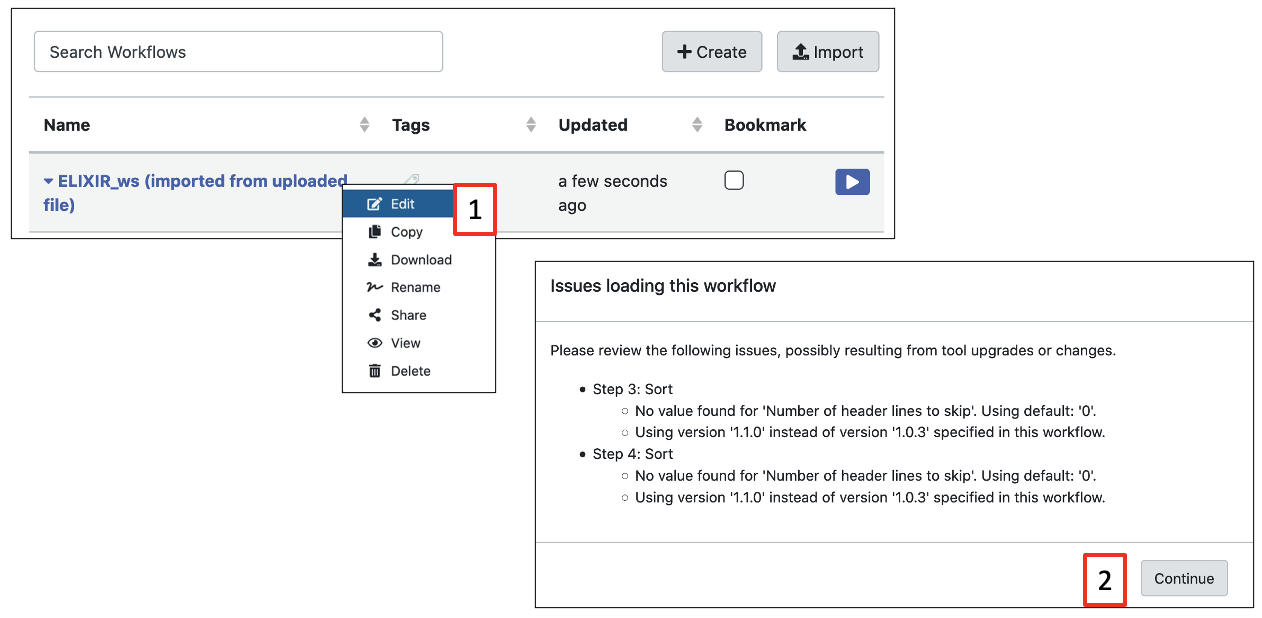 Search Workflows
Create
Import
Name
Tags
Updated
Bookmark
ELIXIR_ws (imported from uploaded
file)
a few seconds
ago
Edit
1
Copy
Download
Rename
Share
View
Delete
Issues loading this workflow
Please review the following issues, possibly resulting from tool upgrades or changes.
• Step 3: Sort
○ No value found for 'Number of header lines to skip'. Using default: '0'.
○ Using version '1.1.0' instead of version '1.0.3' specified in this workflow.
• Step 4: Sort
○ No value found for 'Number of header lines to skip'. Using default: '0'.
○ Using version '1.1.0' instead of version '1.0.3' specified in this workflow.
2
Continue